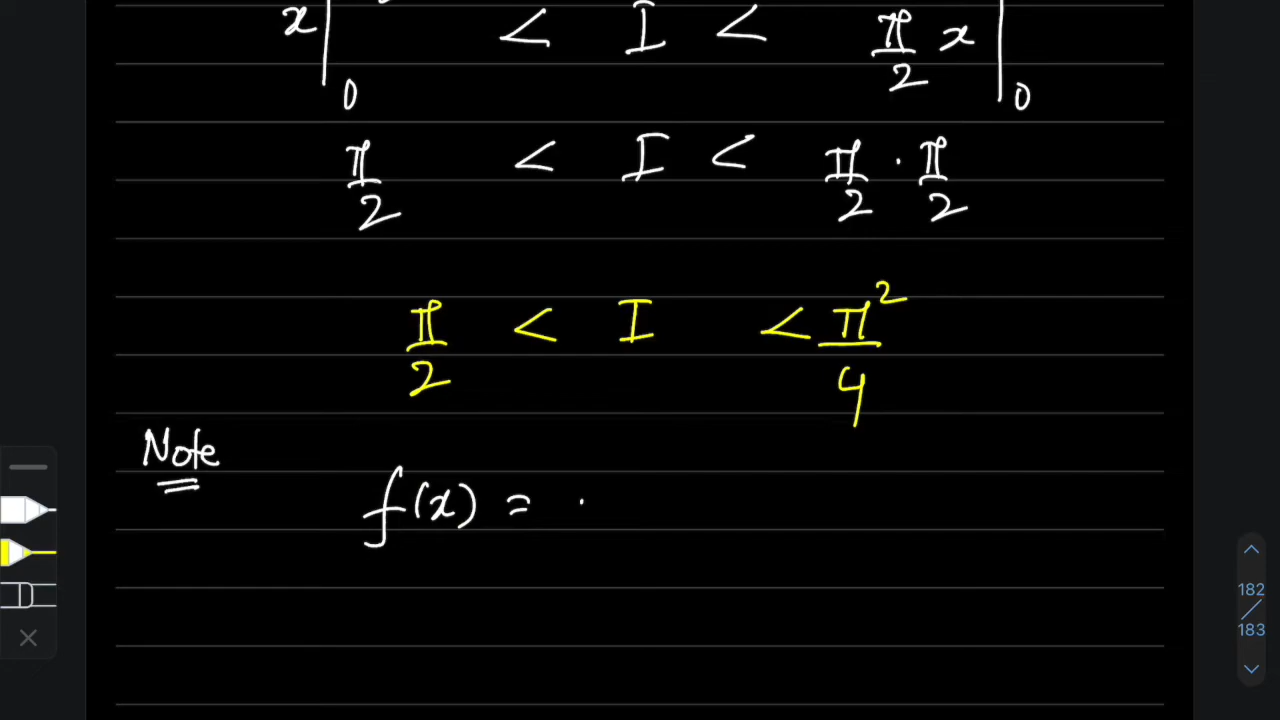 x|₀ < I < π/2 x|₀
π/2 < I < π/2 · π/2
π/2 < I < π²/4
Note
f(x) =
182
/
183